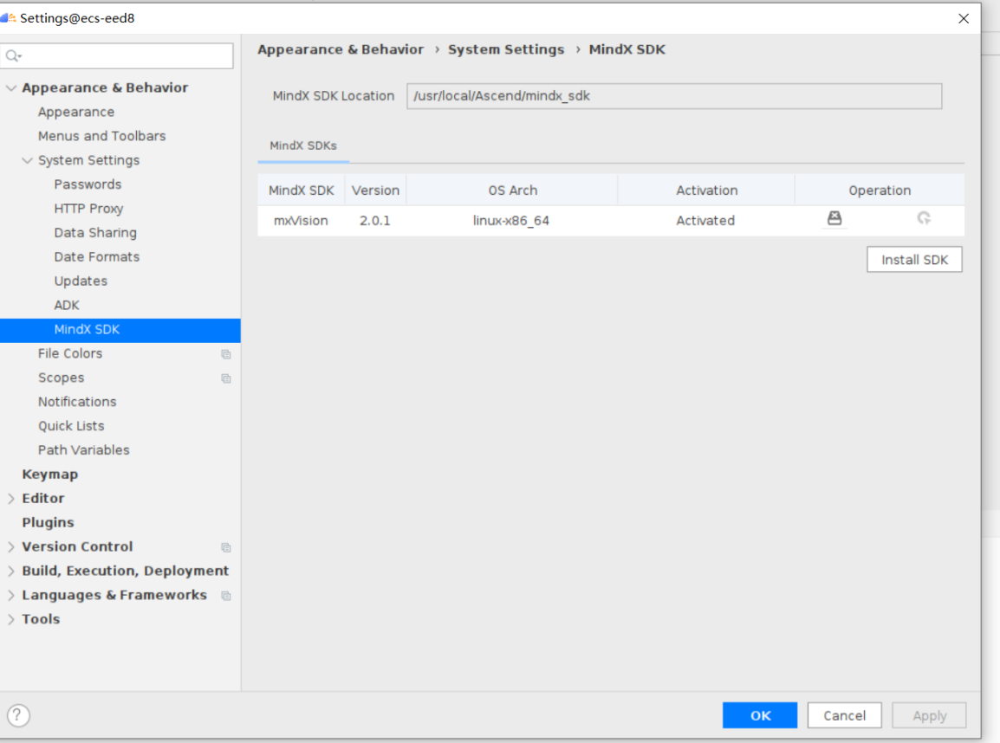 Settings@ecs-eed8
Appearance & Behavior
Appearance
Menus and Toolbars
System Settings
Passwords
HTTP Proxy
Data Sharing
Date Formats
Updates
ADK
MindX SDK
File Colors
Scopes
Notifications
Quick Lists
Path Variables
Keymap
Editor
Plugins
Version Control
Build, Execution, Deployment
Languages & Frameworks
Tools
Appearance & Behavior › System Settings › MindX SDK
MindX SDK Location /usr/local/Ascend/mindx_sdk
MindX SDKs
MindX SDK Version OS Arch Activation Operation
mxVision 2.0.1 linux-x86_64 Activated
Install SDK
?
OK Cancel Apply